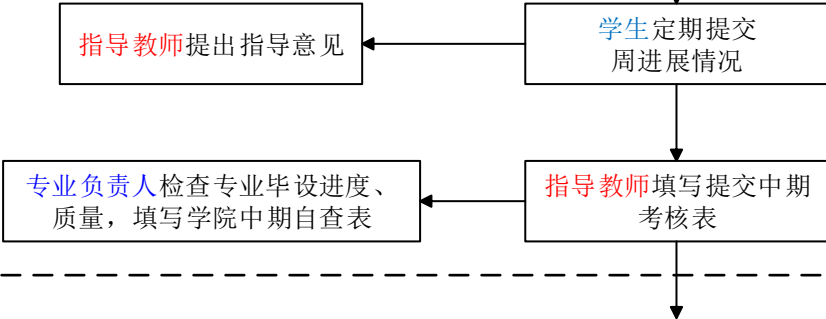 指导教师提出指导意见
学生定期提交
周进展情况
专业负责人检查专业毕设进度、
质量，填写学院中期自查表
指导教师填写提交中期
考核表